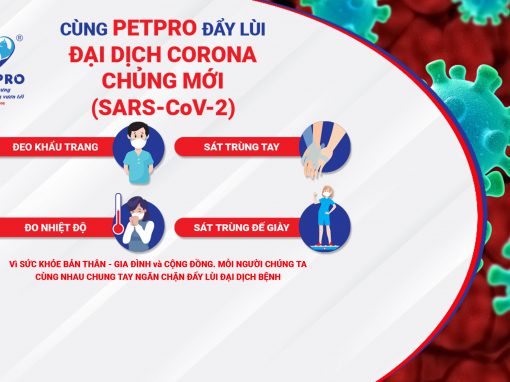 CÙNG PETPRO ĐẨY LÙI
ĐẠI DỊCH CORONA
CHỦNG MỚI
(SARS-CoV-2)
®
PRO
ĐEO KHẨU TRANG
SÁT TRÙNG TAY
ĐO NHIỆT ĐỘ
SÁT TRÙNG ĐẾ GIÀY
Vì SỨC KHỎE BẢN THÂN - GIA ĐÌNH và CỘNG ĐỒNG. MỖI NGƯỜI CHÚNG TA
CÙNG NHAU CHUNG TAY NGĂN CHẶN ĐẨY LÙI ĐẠI DỊCH BỆNH